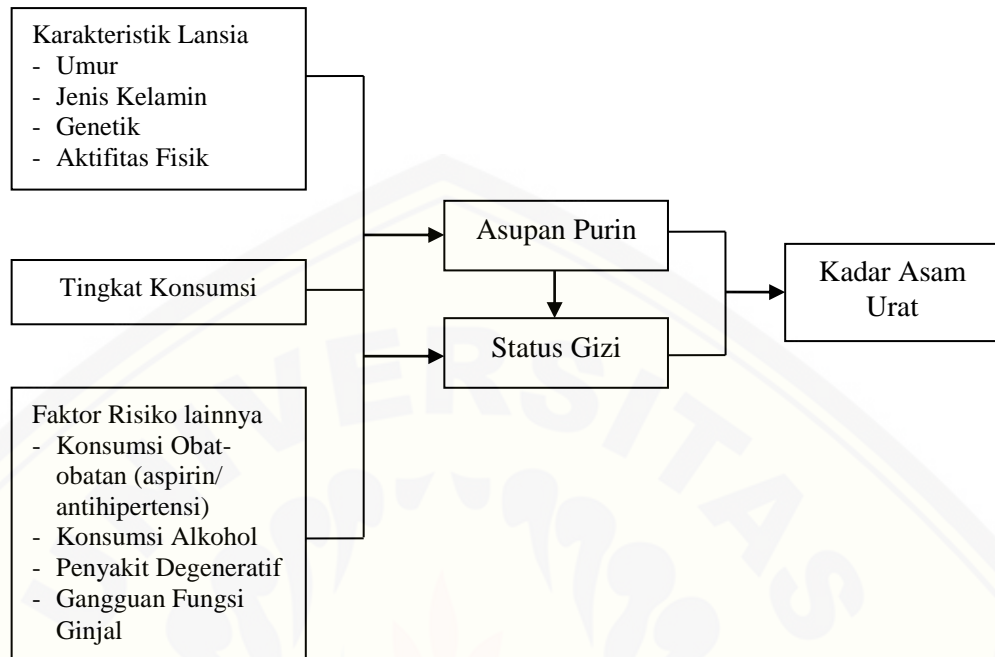 Karakteristik Lansia
- Umur
- Jenis Kelamin
- Genetik
- Aktifitas Fisik
Tingkat Konsumsi
Faktor Risiko lainnya
- Konsumsi Obat-
obatan (aspirin/
antihipertensi)
- Konsumsi Alkohol
- Penyakit Degeneratif
- Gangguan Fungsi
Ginjal
Asupan Purin
Status Gizi
Kadar Asam
Urat
UNIVERSITAS